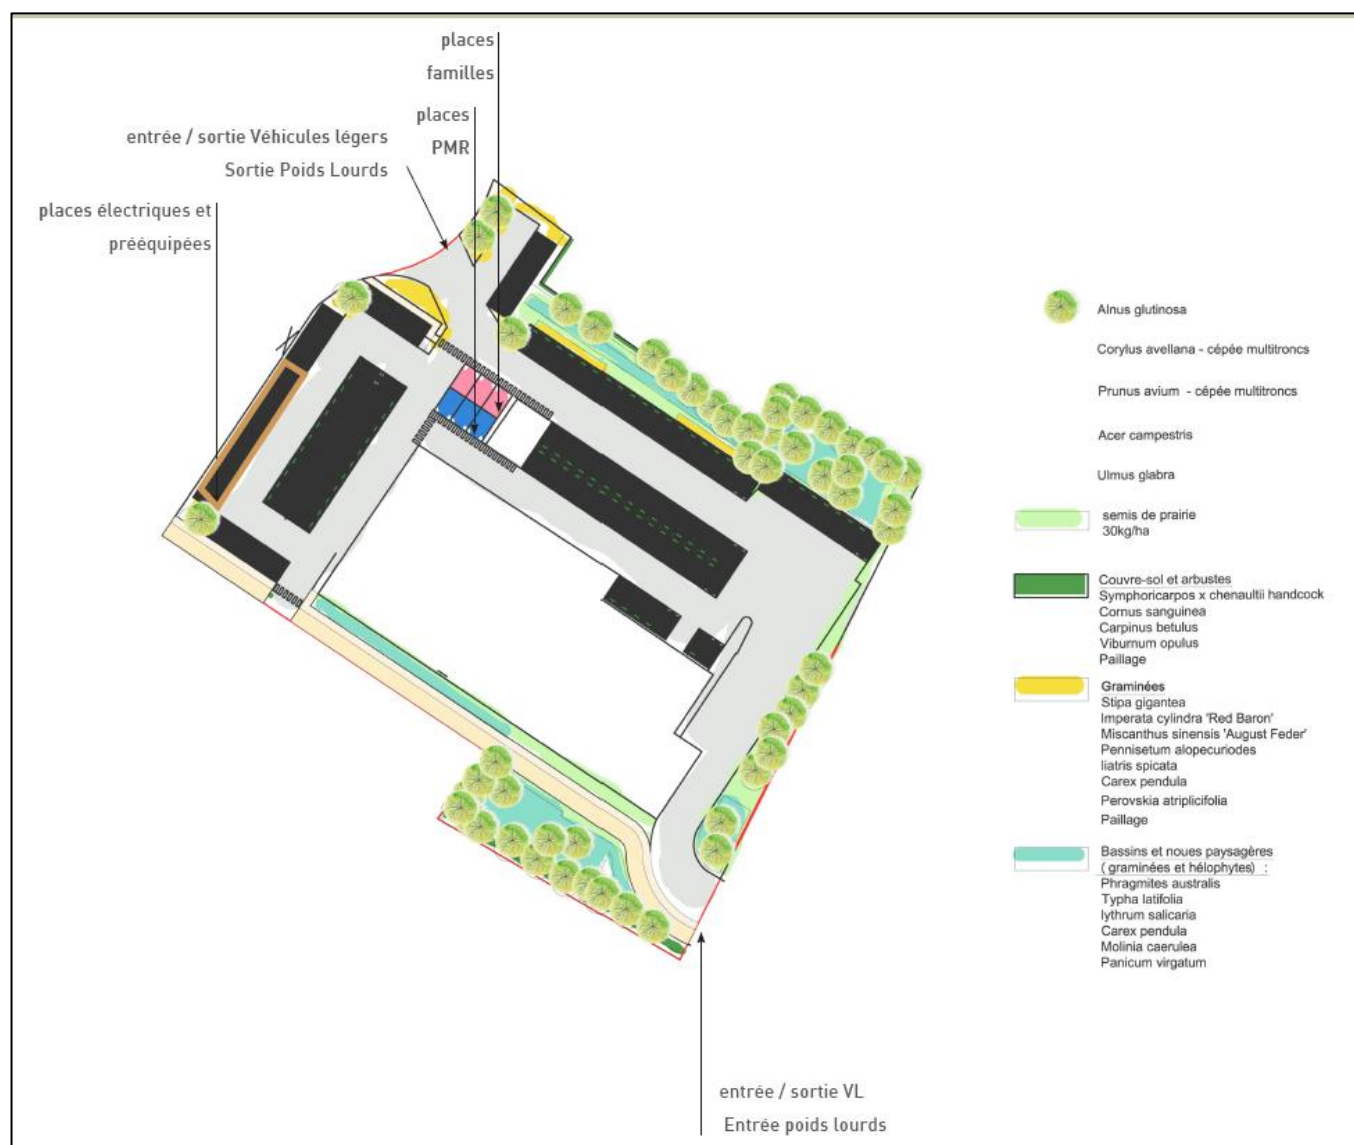 places
familles
places
PMR
entrée / sortie Véhicules légers
Sortie Poids Lourds
places électriques et
prééquipées
Alnus glutinosa
Corylus avellana - cépée multitroncs
Prunus avium - cépée multitroncs
Acer campestris
Ulmus glabra
semis de prairie
30kg/ha
Couvre-sol et arbustes
Symphoricarpos x chenaultii handcock
Cornus sanguinea
Carpinus betulus
Viburnum opulus
Paillage
Graminées
Stipa gigantea
Imperata cylindra 'Red Baron'
Miscanthus sinensis 'August Feder'
Pennisetum alopecuriodes
liatris spicata
Carex pendula
Perovskia atriplicifolia
Paillage
Bassins et noues paysagères
( graminées et hélophytes) :
Phragmites australis
Typha latifolia
lythrum salicaria
Carex pendula
Molinia caerulea
Panicum virgatum
entrée / sortie VL
Entrée poids lourds